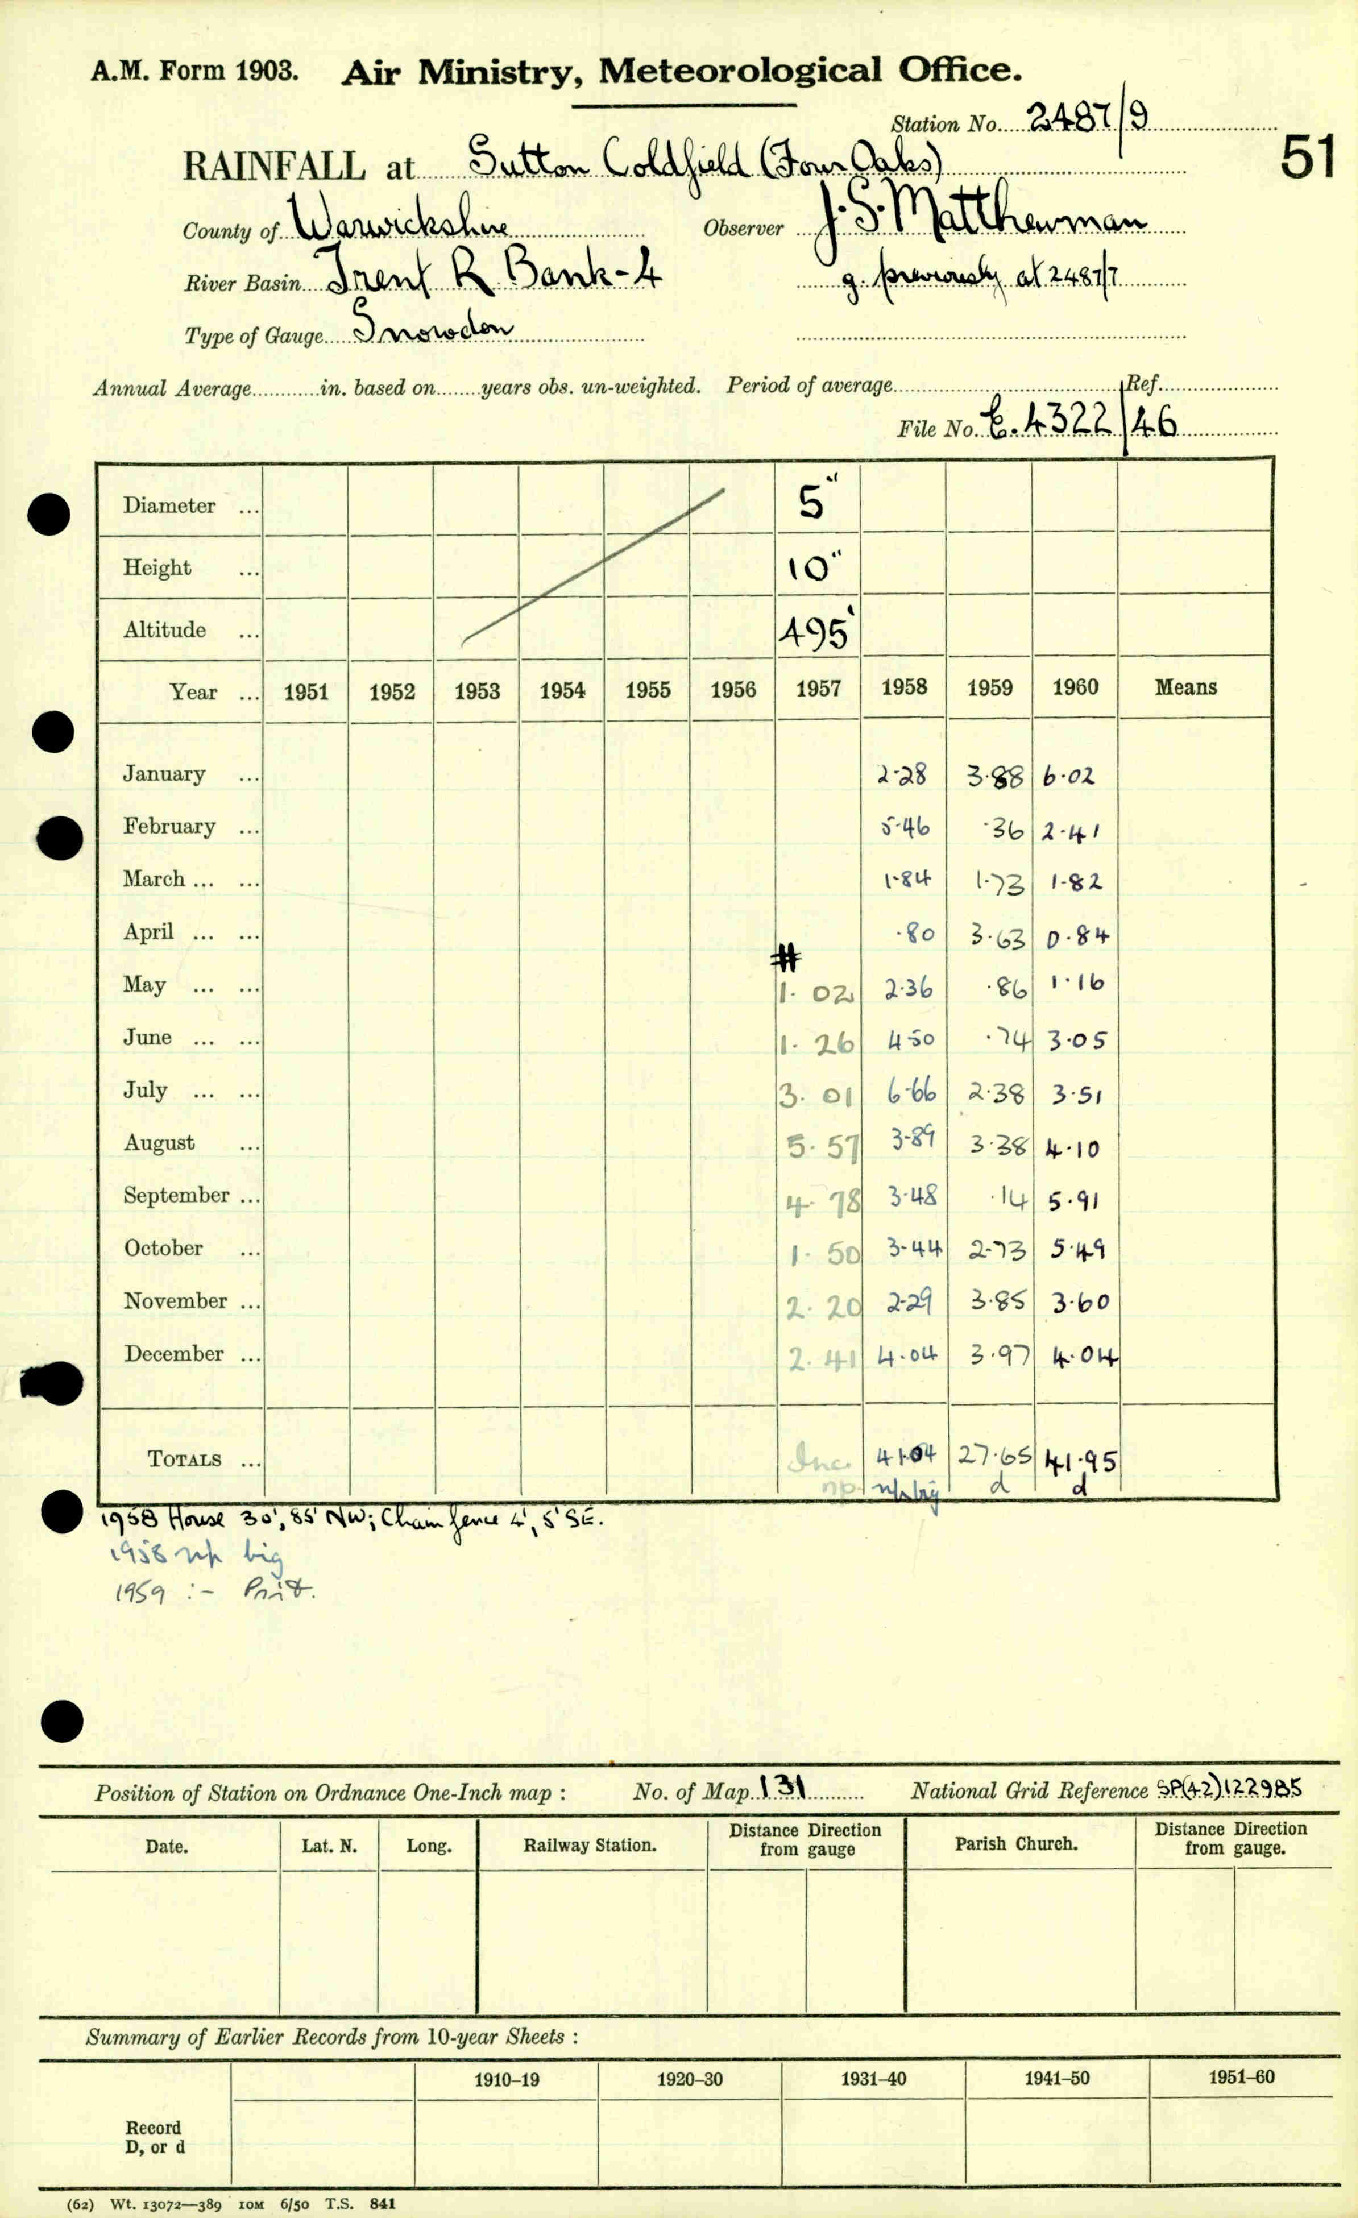 A.M. Form 1903. Air Ministry, Meteorological Office.
Station No. 2487/9
51
RAINFALL at Sutton Coldfield (Four Oaks)
County of Warwickshire Observer J.S. Matthewman
River Basin Trent R Bank-4 g. previously at 2487/7
Type of Gauge Snowdon
Annual Average in. based on years obs. un-weighted. Period of average Ref.
File No. E.4322/46
Diameter ... 5"
Height ... 10"
Altitude ... 495'
Year ... 1951 1952 1953 1954 1955 1956 1957 1958 1959 1960 Means
January ... 2.28 3.88 6.02
February ... 5.46 .36 2.41
March ... ... 1.84 1.73 1.82
April ... ... .80 3.63 0.84
#
May ... ... 1.02 2.36 .86 1.16
June ... ... 1.26 4.50 .74 3.05
July ... ... 3.01 6.66 2.38 3.51
August ... 5.57 3.89 3.38 4.10
September ... 4.78 3.48 .14 5.91
October ... 1.50 3.44 2.73 5.49
November ... 2.20 2.29 3.85 3.60
December ... 2.41 4.04 3.97 4.04
TOTALS ... Inc. 41.04 27.65 41.95
np. np big d d
1958 House 30', 85' NW; Chain fence 4', 5' SE.
1958 np big
1959 :- Print.
Position of Station on Ordnance One-Inch map : No. of Map 131 National Grid Reference SP(42)122985
Date. Lat. N. Long. Railway Station. Distance from Direction gauge Parish Church. Distance from Direction gauge.
Summary of Earlier Records from 10-year Sheets :
1910–19 1920–30 1931–40 1941–50 1951–60
Record
D, or d
(62) Wt. 13072—389 10M 6/50 T.S. 841